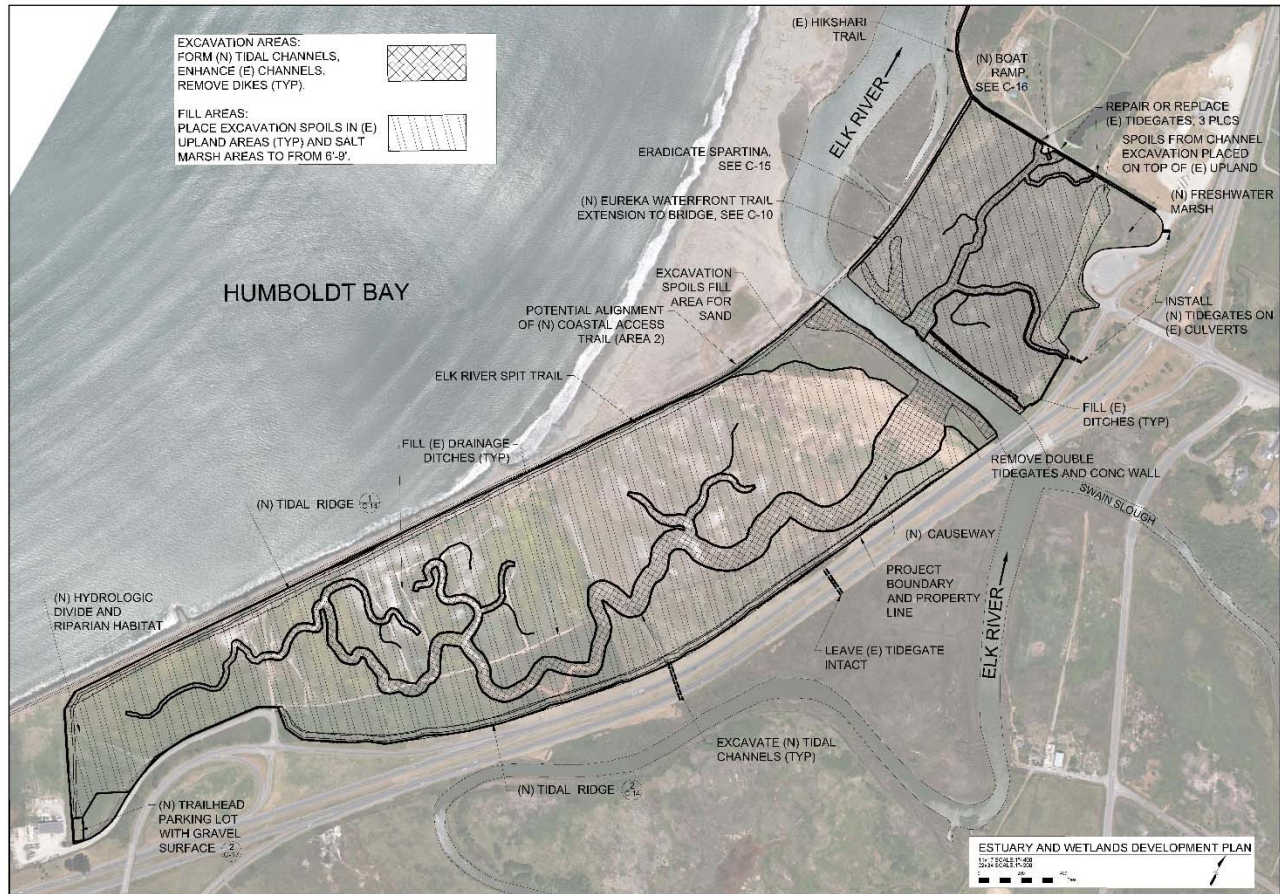 EXCAVATION AREAS:
FORM (N) TIDAL CHANNELS,
ENHANCE (E) CHANNELS,
REMOVE DIKES (TYP).
FILL AREAS:
PLACE EXCAVATION SPOILS IN (E)
UPLAND AREAS (TYP) AND SALT
MARSH AREAS TO FROM 6'-9'.
(E) HIKSHARI
TRAIL
(N) BOAT
RAMP,
SEE C-16
REPAIR OR REPLACE
(E) TIDEGATES, 3 PLCS
SPOILS FROM CHANNEL
EXCAVATION PLACED
ON TOP OF (E) UPLAND
(N) FRESHWATER
MARSH
ELK RIVER
ERADICATE SPARTINA,
SEE C-15
(N) EUREKA WATERFRONT TRAIL
EXTENSION TO BRIDGE, SEE C-10
EXCAVATION
SPOILS FILL
AREA FOR
SAND
HUMBOLDT BAY
POTENTIAL ALIGNMENT
OF (N) COASTAL ACCESS
TRAIL (AREA 2)
INSTALL
(N) TIDEGATES ON
(E) CULVERTS
ELK RIVER SPIT TRAIL
FILL (E)
DITCHES (TYP)
FILL (E) DRAINAGE
DITCHES (TYP)
REMOVE DOUBLE
TIDEGATES AND CONC WALL
SWAIN SLOUGH
(N) TIDAL RIDGE
(N) CAUSEWAY
PROJECT
BOUNDARY
AND PROPERTY
LINE
(N) HYDROLOGIC
DIVIDE AND
RIPARIAN HABITAT
LEAVE (E) TIDEGATE
INTACT
ELK RIVER
EXCAVATE (N) TIDAL
CHANNELS (TYP)
(N) TIDAL RIDGE
(N) TRAILHEAD
PARKING LOT
WITH GRAVEL
SURFACE
ESTUARY AND WETLANDS DEVELOPMENT PLAN